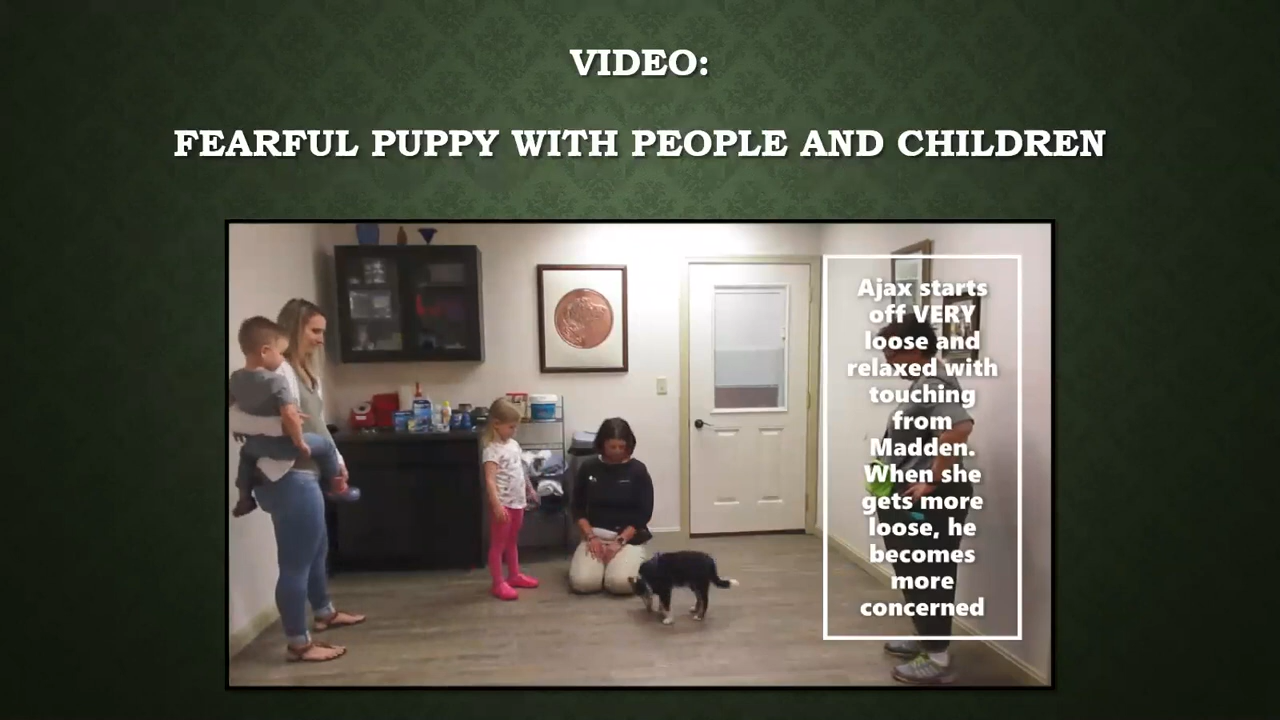 VIDEO:
FEARFUL PUPPY WITH PEOPLE AND CHILDREN
Ajax starts
off VERY
loose and
relaxed with
touching
from
Madden.
When she
gets more
loose, he
becomes
more
concerned